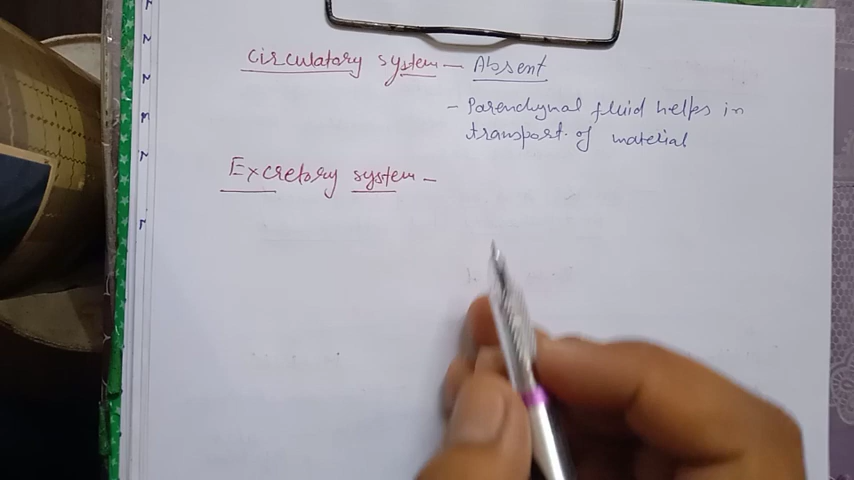 circulatory system — Absent
- Parenchymal fluid helps in
transport of material
Excretory system -